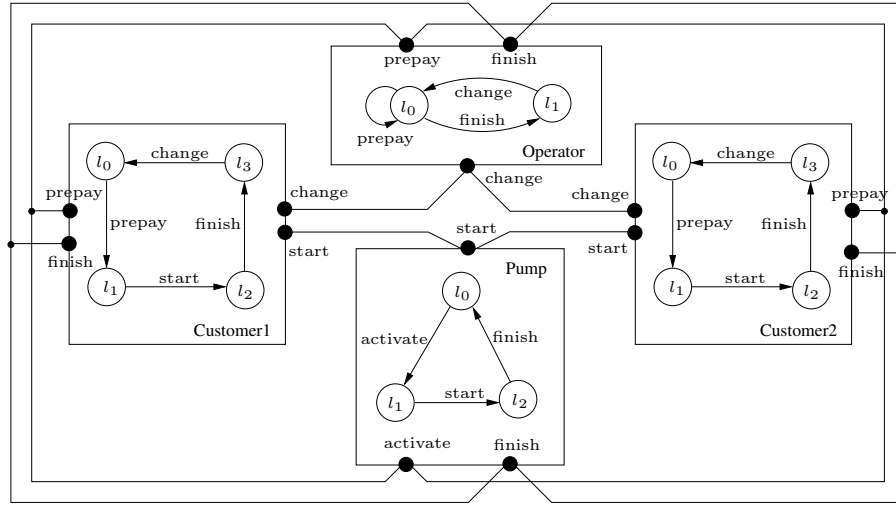 prepay
finish
change
l0
l1
finish
prepay
Operator
change
l0
change
l3
prepay
prepay
finish
finish
l1
start
l2
Customer1
change
start
change
start
start
l0
change
l3
prepay
prepay
finish
finish
l1
start
l2
Customer2
Pump
l0
activate
finish
l1
start
l2
activate
finish